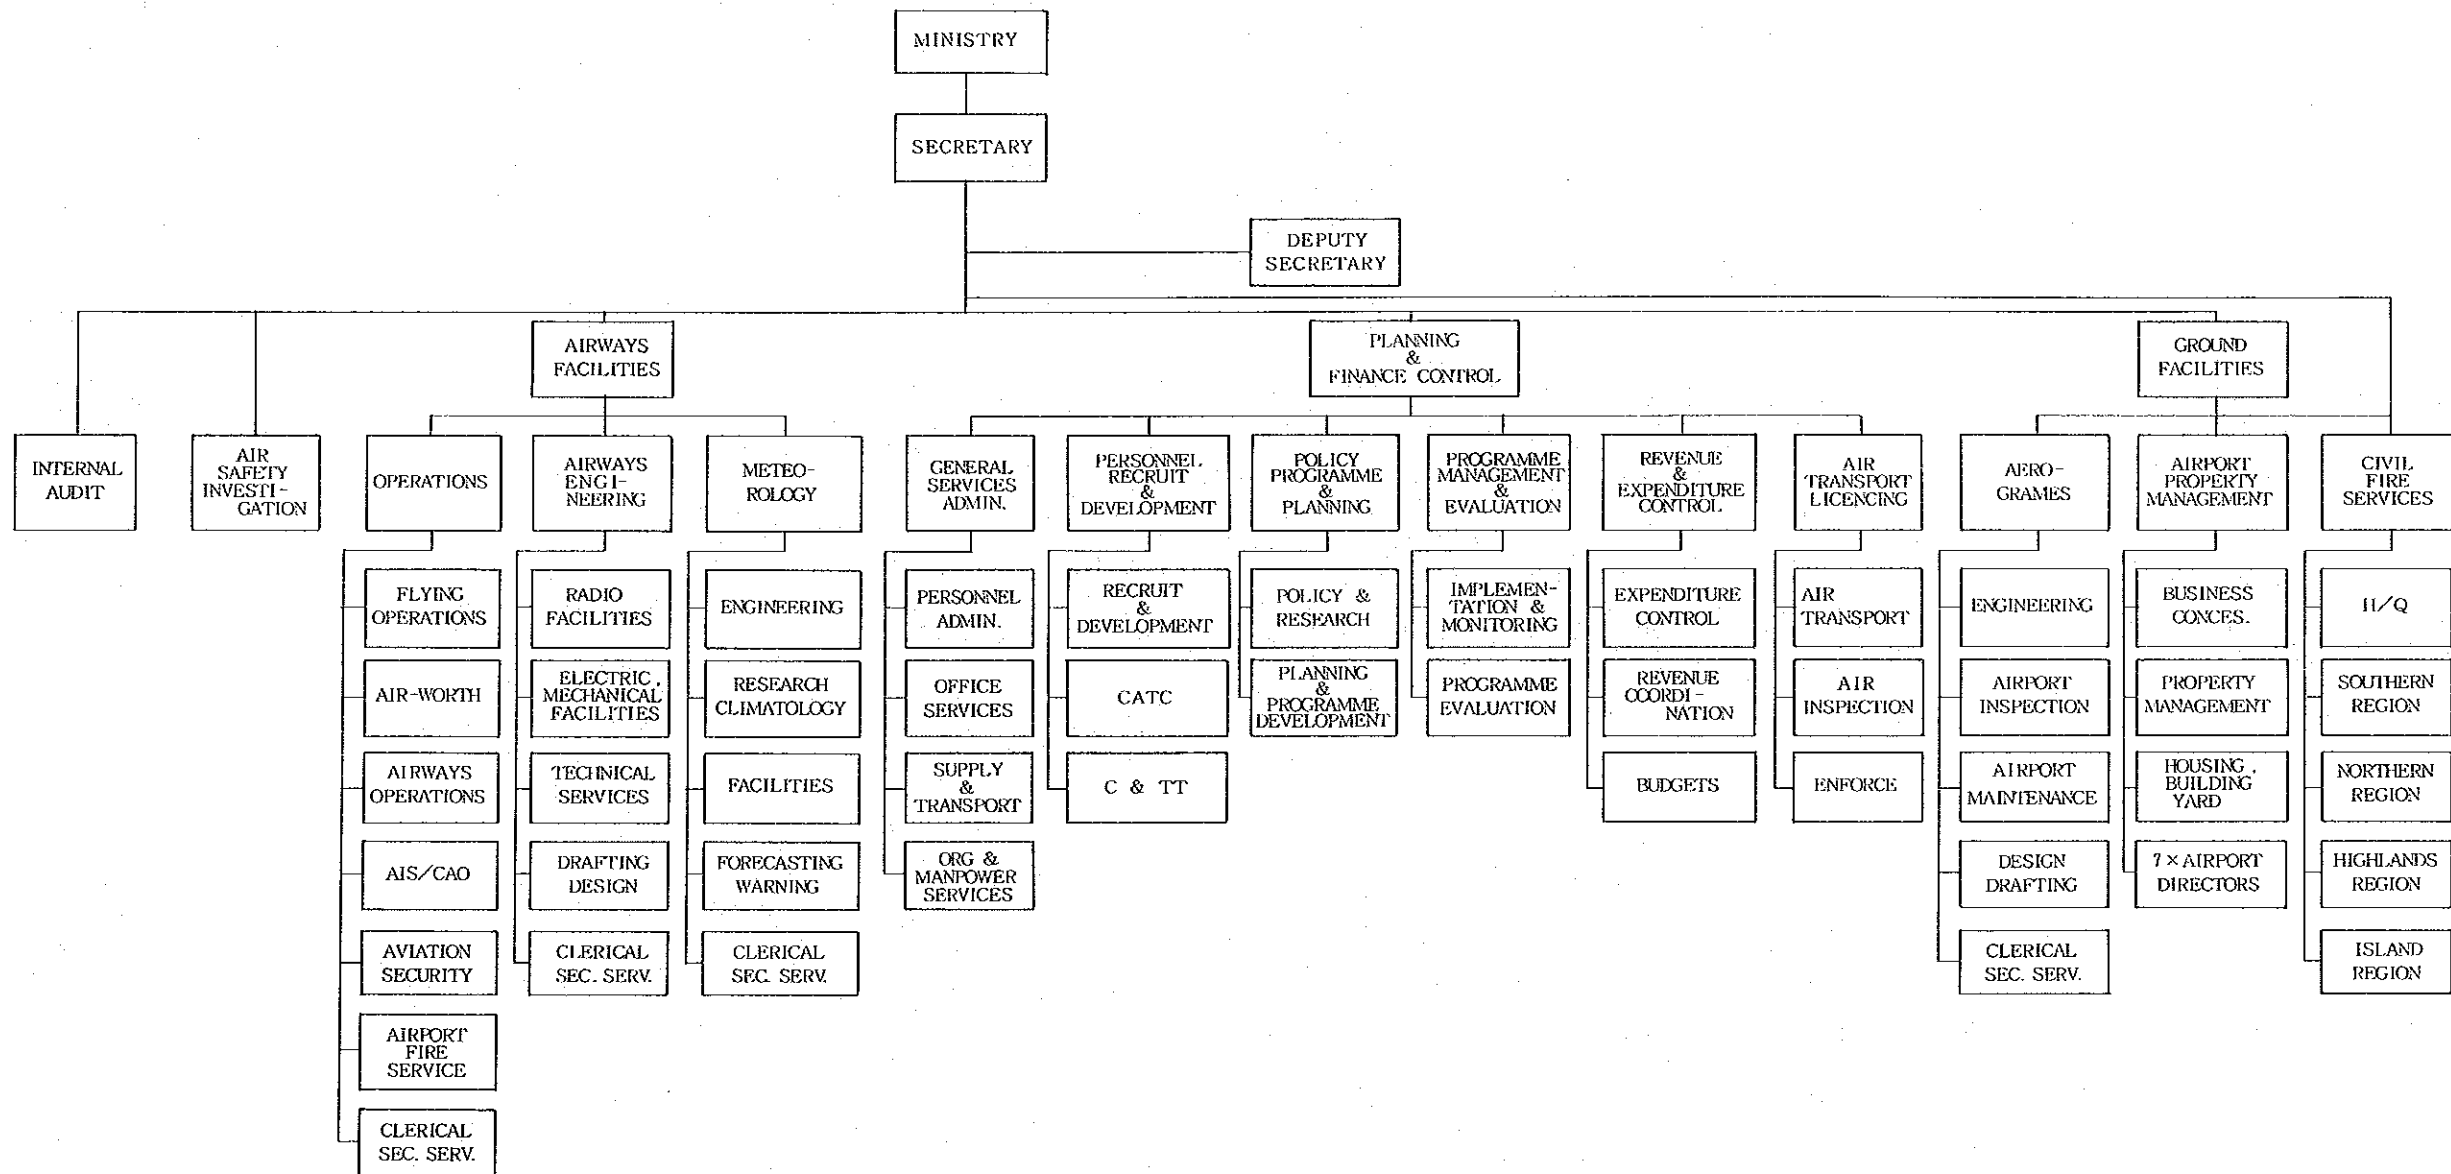 MINISTRY
SECRETARY
DEPUTY
SECRETARY
AIRWAYS
FACILITIES
PLANNING
&
FINANCE CONTROL
GROUND
FACILITIES
INTERNAL
AUDIT
AIR
SAFETY
INVESTI-
GATION
OPERATIONS
AIRWAYS
ENGI-
NEERING
METEO-
ROLOGY
GENERAL
SERVICES
ADMIN.
PERSONNEL
RECRUIT
&
DEVELOPMENT
POLICY
PROGRAMME
&
PLANNING
PROGRAMME
MANAGEMENT
&
EVALUATION
REVENUE
&
EXPENDITURE
CONTROL
AIR
TRANSPORT
LICENCING
AERO-
GRAMES
AIRPORT
PROPERTY
MANAGEMENT
CIVIL
FIRE
SERVICES
FLYING
OPERATIONS
AIR-WORTH
AIRWAYS
OPERATIONS
AIS/CAO
AVIATION
SECURITY
AIRPORT
FIRE
SERVICE
CLERICAL
SEC. SERV.
RADIO
FACILITIES
ELECTRIC,
MECHANICAL
FACILITIES
TECHNICAL
SERVICES
DRAFTING
DESIGN
CLERICAL
SEC. SERV.
ENGINEERING
RESEARCH
CLIMATOLOGY
FACILITIES
FORECASTING
WARNING
CLERICAL
SEC. SERV.
PERSONNEL
ADMIN.
OFFICE
SERVICES
SUPPLY
&
TRANSPORT
ORG &
MANPOWER
SERVICES
RECRUIT
&
DEVELOPMENT
CATC
C & TT
POLICY &
RESEARCH
PLANNING
&
PROGRAMME
DEVELOPMENT
IMPLEMEN-
TATION &
MONITORING
PROGRAMME
EVALUATION
EXPENDITURE
CONTROL
REVENUE
COORDI-
NATION
BUDGETS
AIR
TRANSPORT
AIR
INSPECTION
ENFORCE
ENGINEERING
AIRPORT
INSPECTION
AIRPORT
MAINTENANCE
DESIGN
DRAFTING
CLERICAL
SEC. SERV.
BUSINESS
CONCES.
PROPERTY
MANAGEMENT
HOUSING,
BUILDING
YARD
7×AIRPORT
DIRECTORS
H/Q
SOUTHERN
REGION
NORTHERN
REGION
HIGHLANDS
REGION
ISLAND
REGION